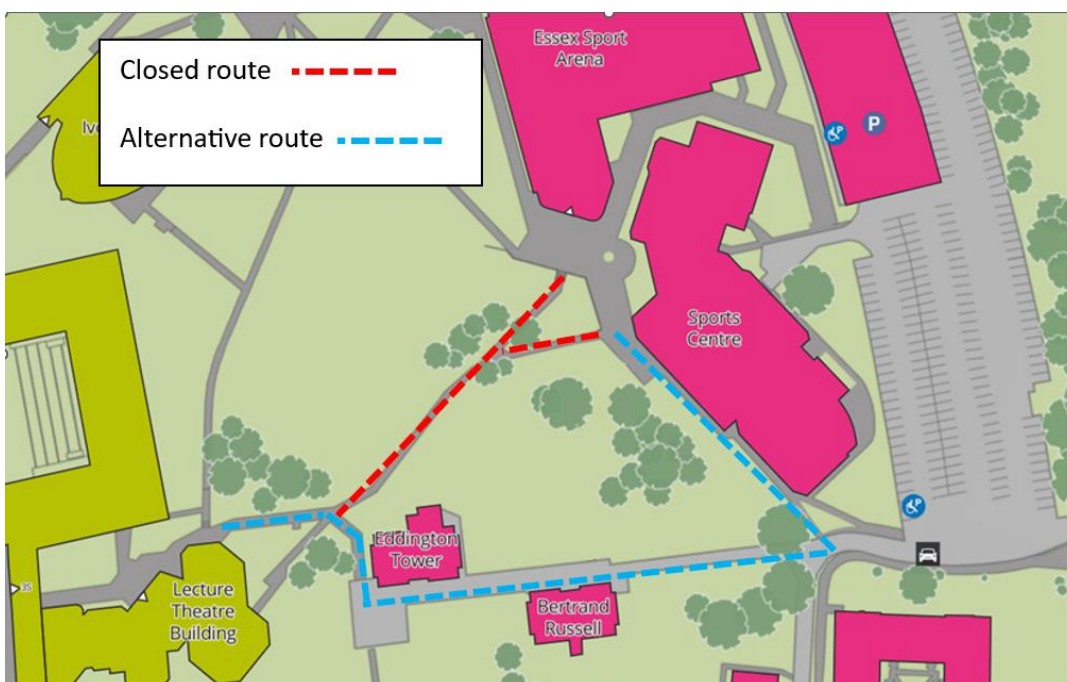 Closed route
Alternative route
Essex Sport
Arena
P
P
P
Sports
Centre
Eddington
Tower
Lecture
Theatre
Building
Bertrand
Russell